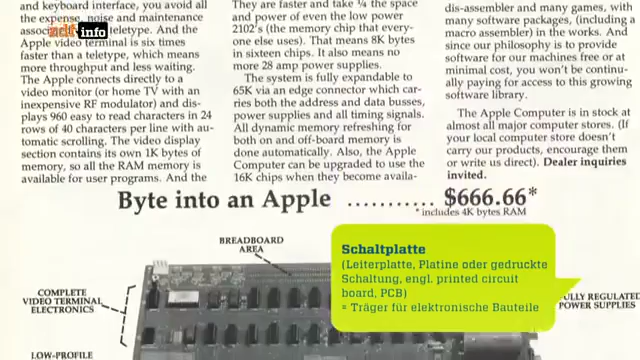 and keyboard interface, you avoid all
the expense, noise and maintenance
teletype. And the
Apple video terminal is six times
faster than a teletype, which means
more throughput and less waiting.
The Apple connects directly to a
video monitor (or home TV with an
inexpensive RF modulator) and dis-
plays 960 easy to read characters in 24
rows of 40 characters per line with au-
tomatic scrolling. The video display
section contains its own 1K bytes of
memory, so all the RAM memory is
available for user programs. And the
They are faster and take ¼ the space
and power of even the low power
2102's (the memory chip that every-
one else uses). That means 8K bytes
in sixteen chips. It also means no
more 28 amp power supplies.
The system is fully expandable to
65K via an edge connector which car-
ries both the address and data busses,
power supplies and all timing signals.
All dynamic memory refreshing for
both on and off-board memory is
done automatically. Also, the Apple
Computer can be upgraded to use the
16K chips when they become availa-
dis-assembler and many games, with
many software packages, (including a
macro assembler) in the works. And
since our philosophy is to provide
software for our machines free or at
minimal cost, you won't be continu-
ally paying for access to this growing
software library.
The Apple Computer is in stock at
almost all major computer stores. (If
your local computer store doesn't
carry our products, encourage them
or write us direct). Dealer inquiries
invited.
zdf info
Byte into an Apple ........... $666.66*
*includes 4K bytes RAM
BREADBOARD
AREA
COMPLETE
VIDEO TERMINAL
ELECTRONICS
LOW-PROFILE
Schaltplatte
(Leiterplatte, Platine oder gedruckte
Schaltung, engl. printed circuit
board, PCB)
= Träger für elektronische Bauteile
FULLY REGULATED
POWER SUPPLIES